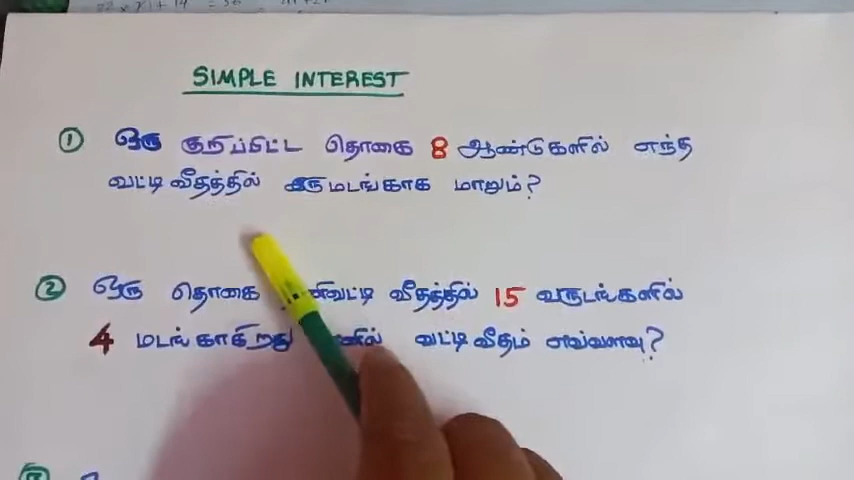 SIMPLE INTEREST
① ஒரு குறிப்பிட்ட தொகை 8 ஆண்டுகளில் எந்த
வட்டி வீதத்தில் இருமடங்காக மாறும்?
② ஒரு தொகை வீதத்தில் 15 வருடங்களில்
4 மடங்காகிறது வட்டி வீதம் எவ்வளவு?